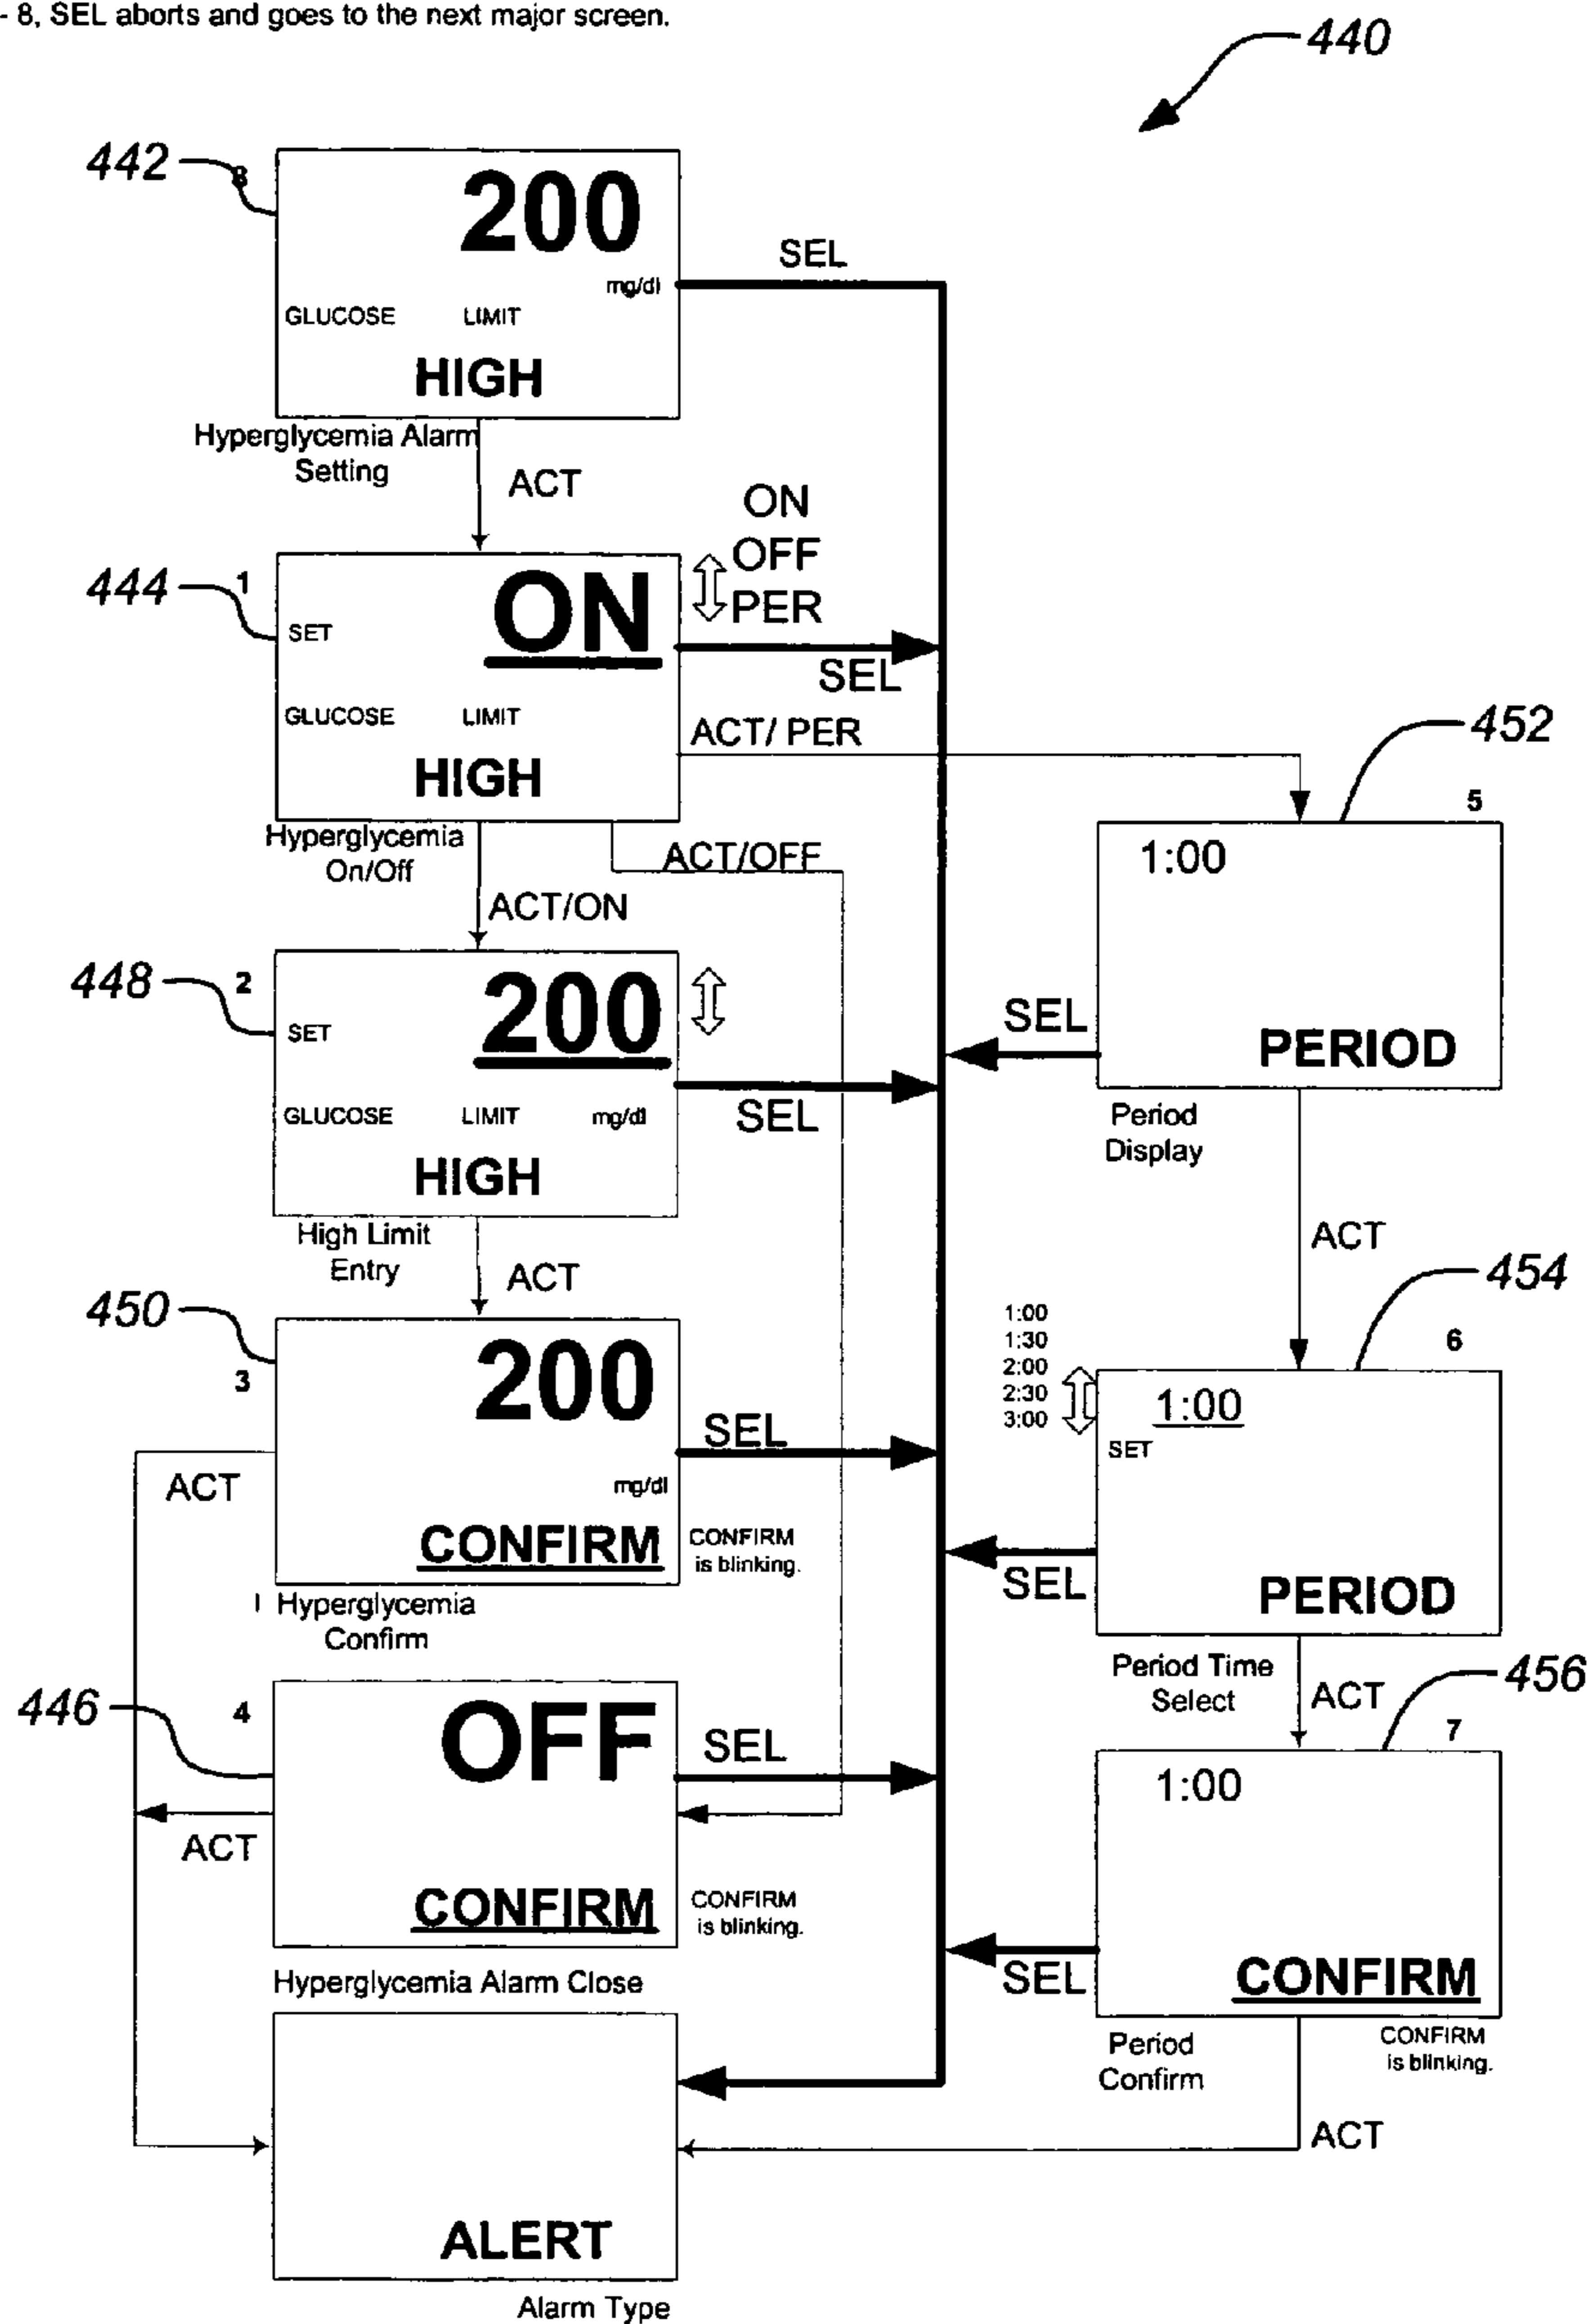 - 8, SEL aborts and goes to the next major screen.
440
442
8
200
mg/dl
GLUCOSE LIMIT
HIGH
SEL
Hyperglycemia Alarm
Setting
ACT
ON
OFF
PER
444
1
SET
ON
GLUCOSE LIMIT
HIGH
SEL
ACT/ PER
Hyperglycemia
On/Off
ACT/OFF
ACT/ON
448
2
SET
200
GLUCOSE LIMIT mg/dl
HIGH
SEL
High Limit
Entry
ACT
450
3
200
mg/dl
CONFIRM
SEL
ACT
CONFIRM
is blinking.
Hyperglycemia
Confirm
446
4
OFF
CONFIRM
SEL
ACT
CONFIRM
is blinking.
Hyperglycemia Alarm Close
ALERT
Alarm Type
452
5
1:00
PERIOD
SEL
Period
Display
ACT
454
6
1:00
1:30
2:00
2:30
3:00
1:00
SET
PERIOD
SEL
Period Time
Select
ACT
456
7
1:00
CONFIRM
SEL
Period
Confirm
CONFIRM
is blinking.
ACT